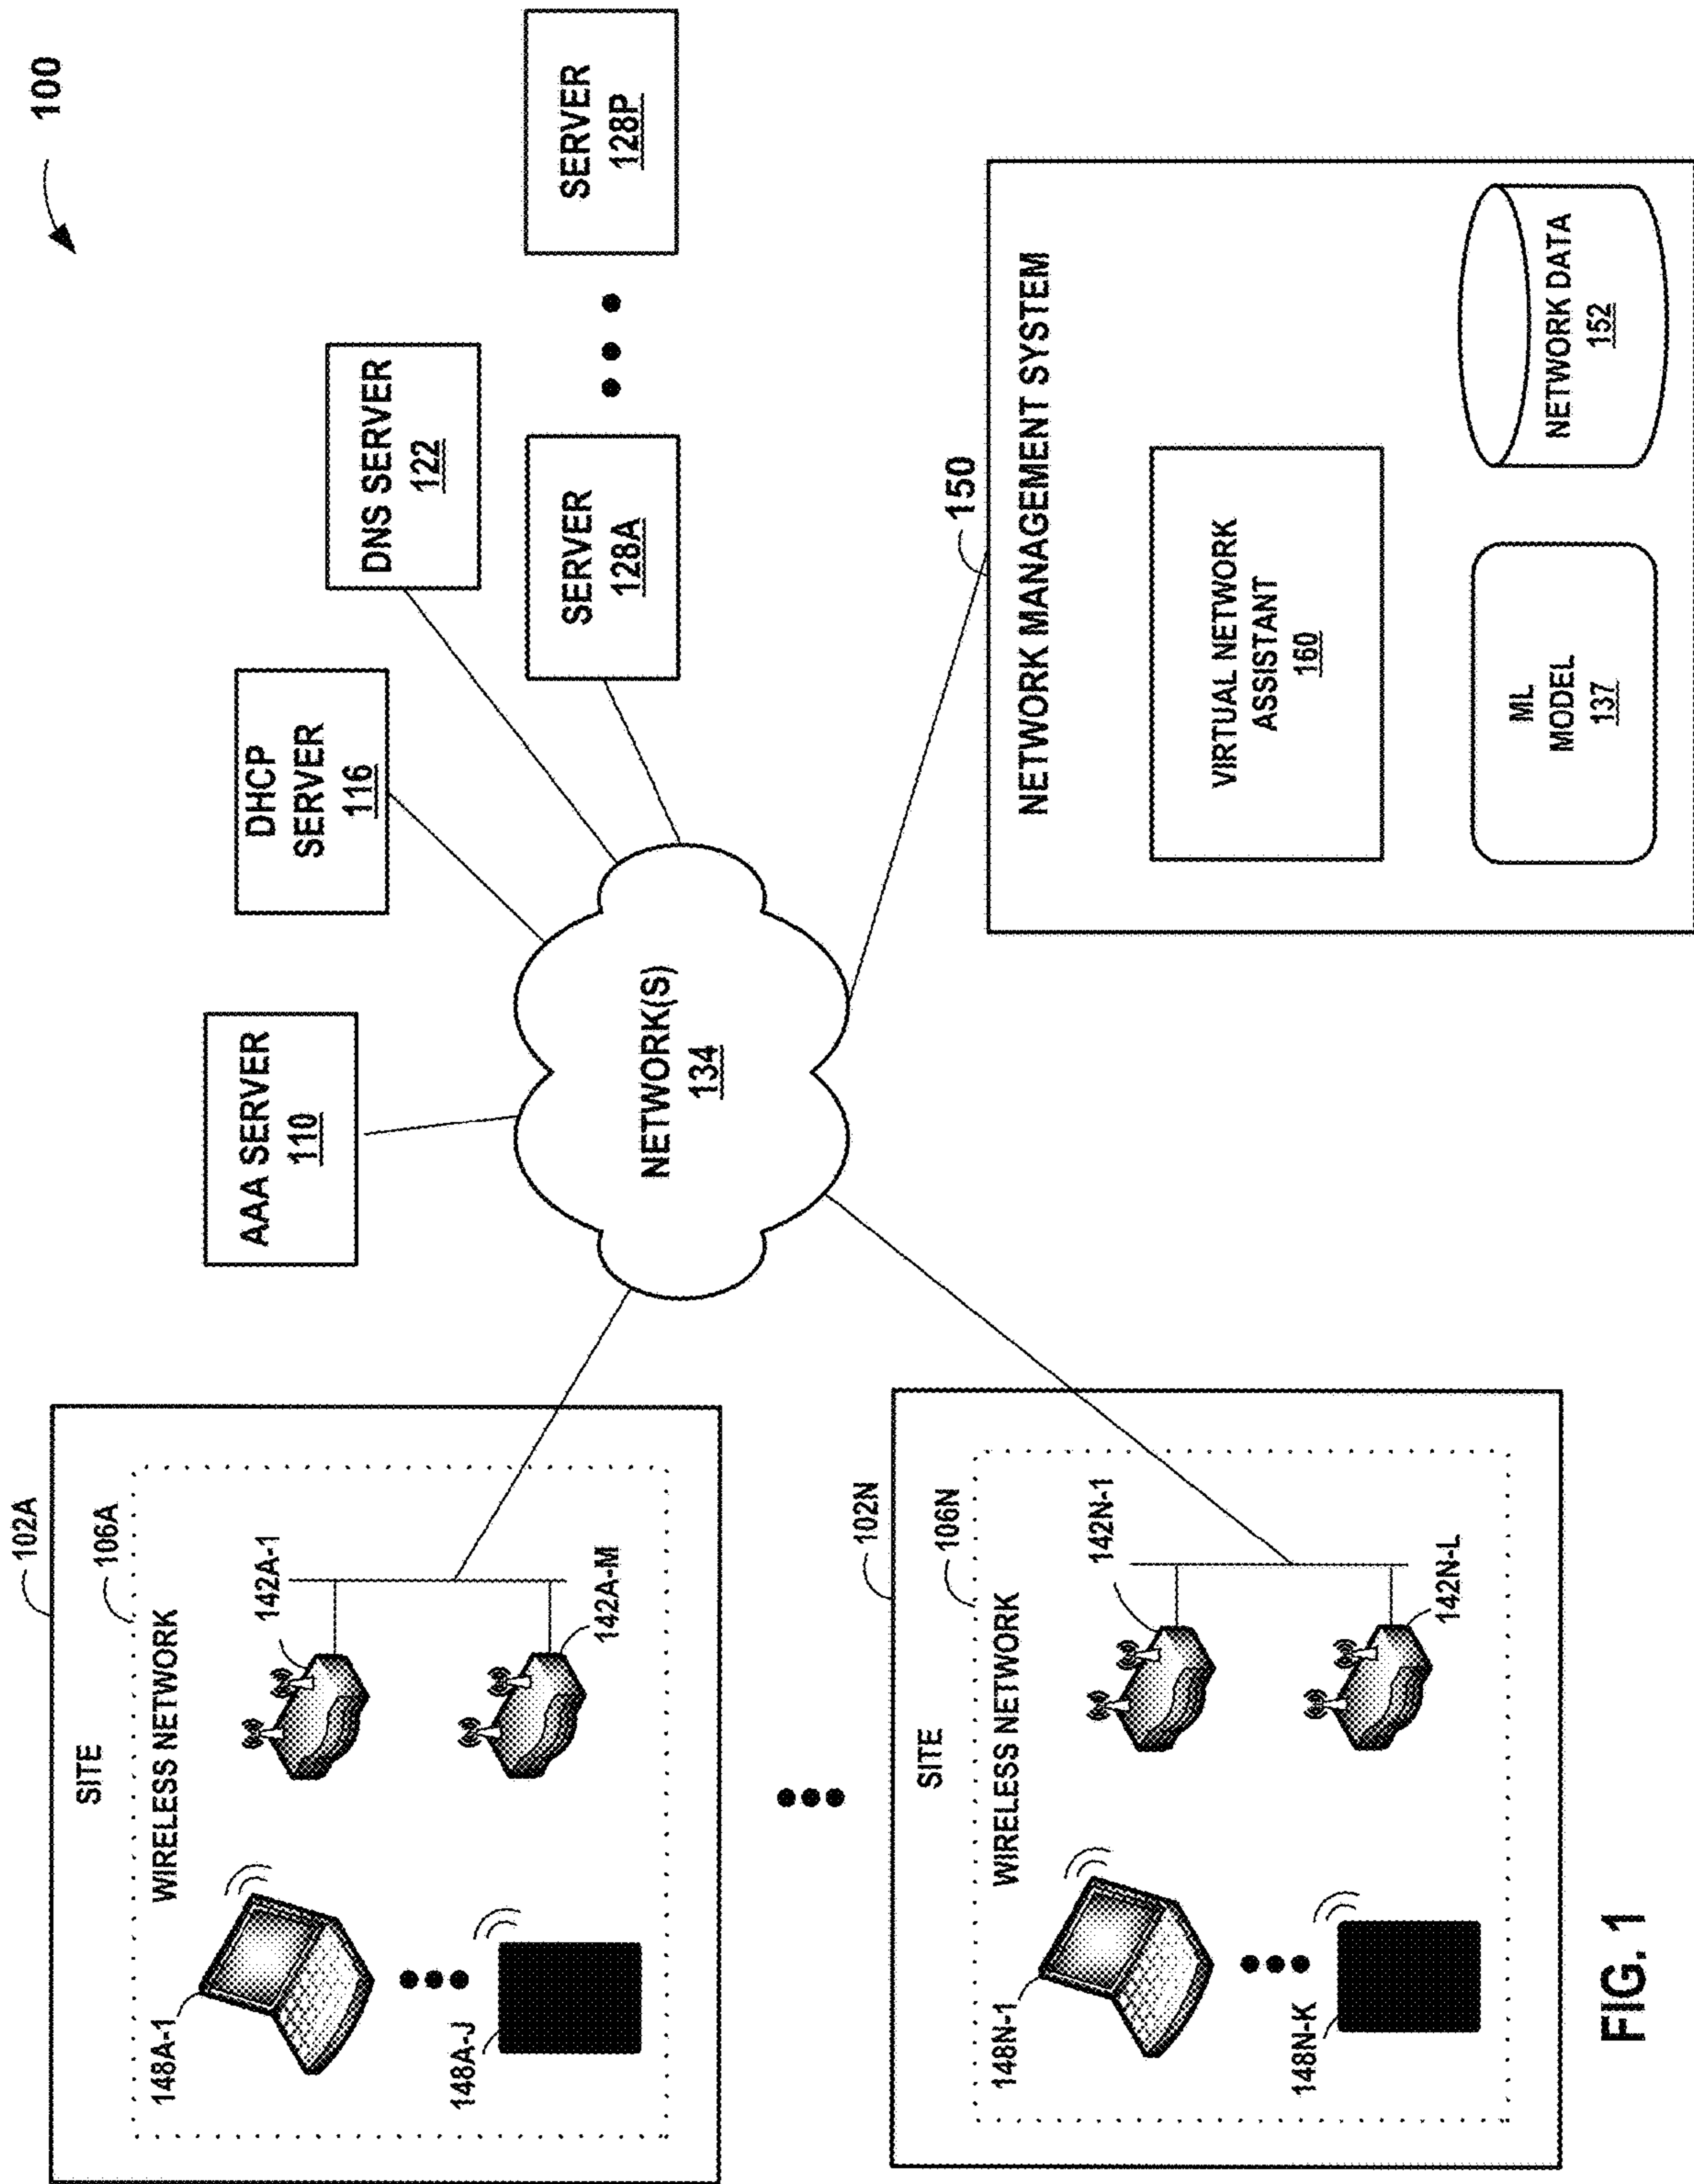 100
102A
SITE
106A
WIRELESS NETWORK
148A-1
142A-1
148A-J
142A-M
102N
SITE
106N
WIRELESS NETWORK
148N-1
142N-1
148N-K
142N-L
AAA SERVER
110
DHCP
SERVER
116
DNS SERVER
122
SERVER
128A
SERVER
128P
NETWORK(S)
134
150
NETWORK MANAGEMENT SYSTEM
VIRTUAL NETWORK
ASSISTANT
160
ML
MODEL
137
NETWORK DATA
152
FIG. 1